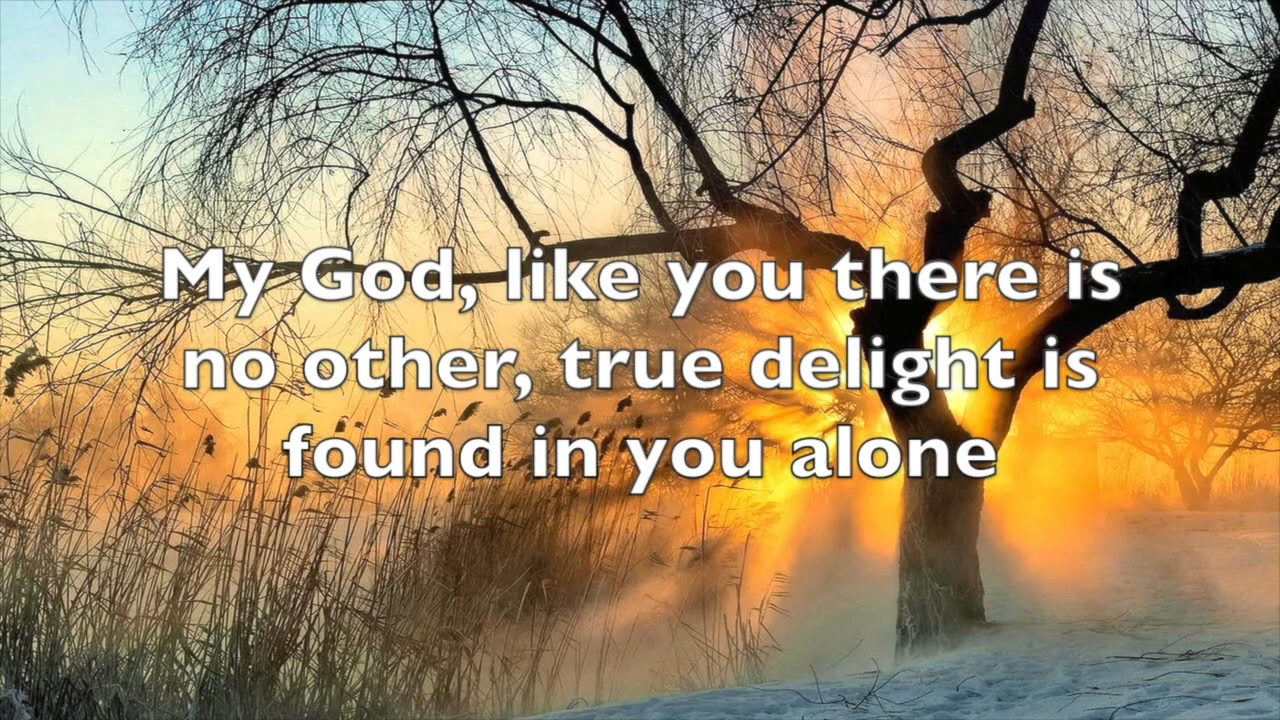 My God, like you there is
no other, true delight is
found in you alone